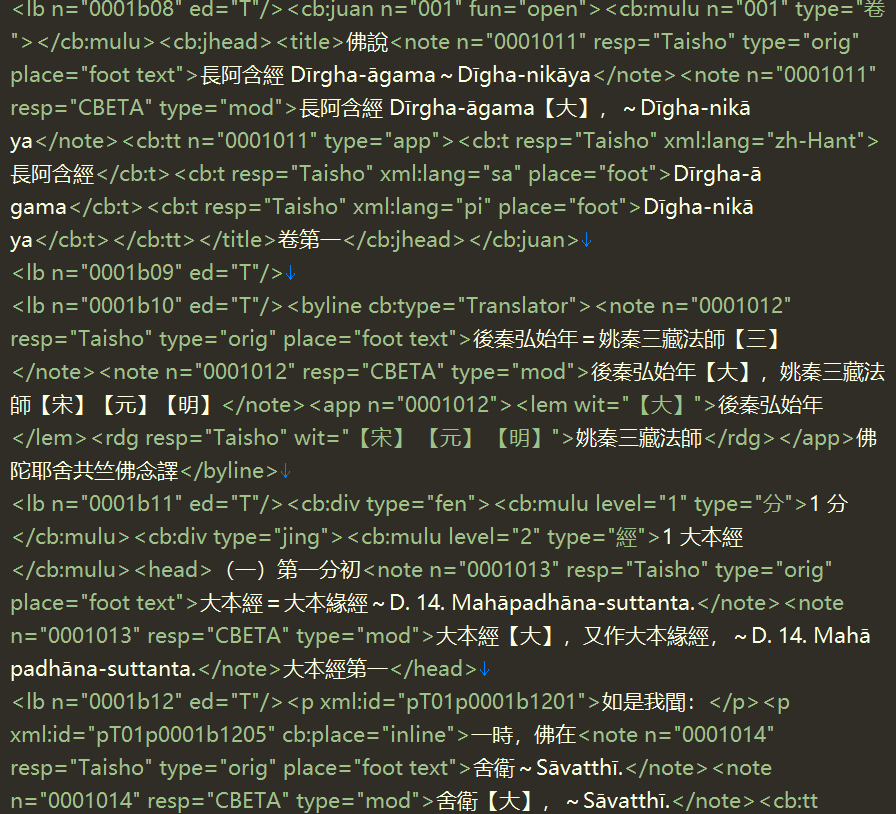 <lb n="0001b08" ed="T"/><cb:juan n="001" fun="open"><cb:mulu n="001" type="卷
"></cb:mulu><cb:jhead><title>佛說<note n="0001011" resp="Taisho" type="orig"
place="foot text">長阿含經 Dīrgha-āgama～Dīgha-nikāya</note><note n="0001011"
resp="CBETA" type="mod">長阿含經 Dīrgha-āgama【大】，～Dīgha-nikā
ya</note><cb:tt n="0001011" type="app"><cb:t resp="Taisho" xml:lang="zh-Hant">
長阿含經</cb:t><cb:t resp="Taisho" xml:lang="sa" place="foot">Dīrgha-ā
gama</cb:t><cb:t resp="Taisho" xml:lang="pi" place="foot">Dīgha-nikā
ya</cb:t></cb:tt></title>卷第一</cb:jhead></cb:juan>↓
<lb n="0001b09" ed="T"/>↓
<lb n="0001b10" ed="T"/><byline cb:type="Translator"><note n="0001012"
resp="Taisho" type="orig" place="foot text">後秦弘始年＝姚秦三藏法師【三】
</note><note n="0001012" resp="CBETA" type="mod">後秦弘始年【大】，姚秦三藏法
師【宋】【元】【明】</note><app n="0001012"><lem wit="【大】">後秦弘始年
</lem><rdg resp="Taisho" wit="【宋】 【元】 【明】">姚秦三藏法師</rdg></app>佛
陀耶舍共竺佛念譯</byline>↓
<lb n="0001b11" ed="T"/><cb:div type="fen"><cb:mulu level="1" type="分">1 分
</cb:mulu><cb:div type="jing"><cb:mulu level="2" type="經">1 大本經
</cb:mulu><head>（一）第一分初<note n="0001013" resp="Taisho" type="orig"
place="foot text">大本經＝大本緣經～D. 14. Mahāpadhāna-suttanta.</note><note
n="0001013" resp="CBETA" type="mod">大本經【大】，又作大本緣經，～D. 14. Mahā
padhāna-suttanta.</note>大本經第一</head>↓
<lb n="0001b12" ed="T"/><p xml:id="pT01p0001b1201">如是我聞：</p><p
xml:id="pT01p0001b1205" cb:place="inline">一時，佛在<note n="0001014"
resp="Taisho" type="orig" place="foot text">舍衛～Sāvatthī.</note><note
n="0001014" resp="CBETA" type="mod">舍衛【大】，～Sāvatthī.</note><cb:tt